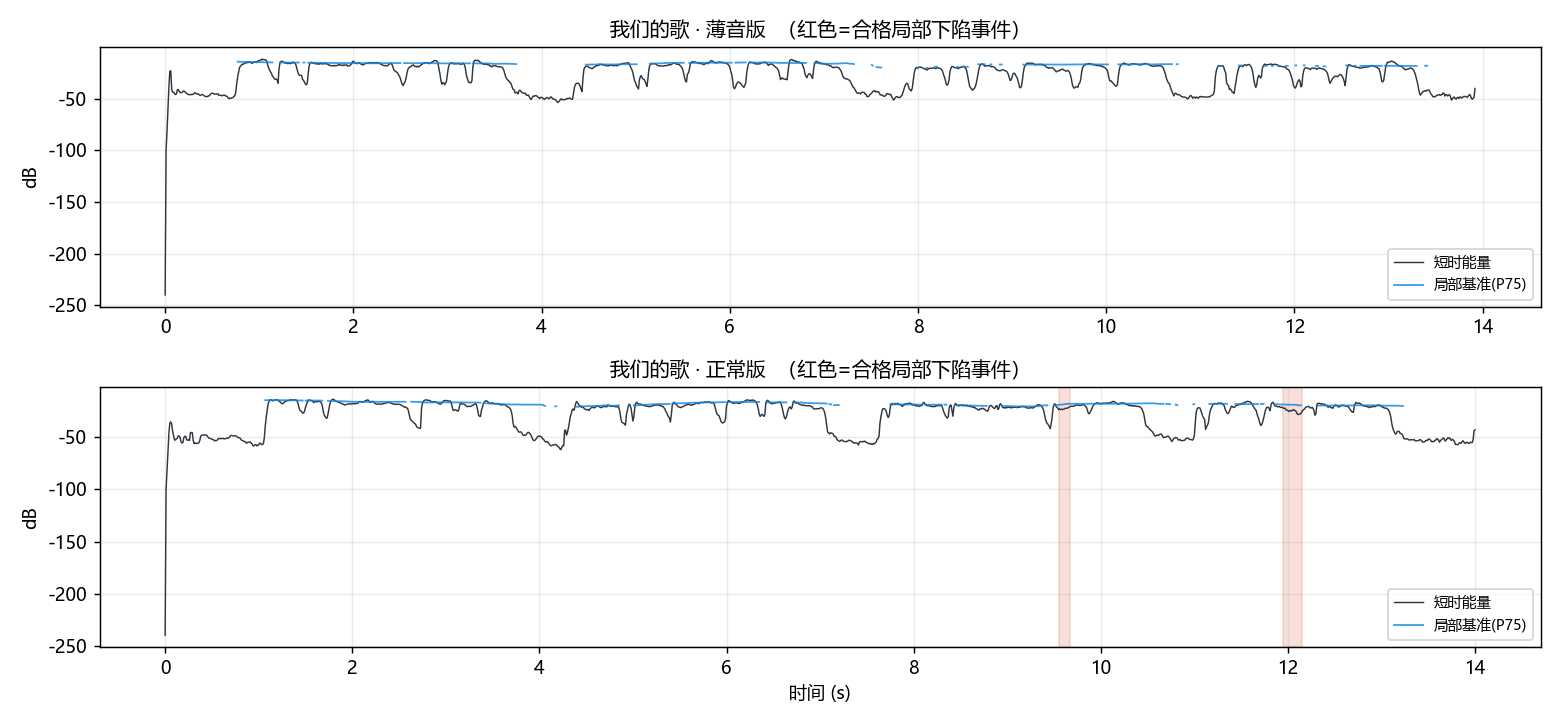 我们的歌 · 薄音版 （红色=合格局部下陷事件）
dB
-50
-100
-150
-200
-250
短时能量
局部基准(P75)
0 2 4 6 8 10 12 14
我们的歌 · 正常版 （红色=合格局部下陷事件）
dB
-50
-100
-150
-200
-250
短时能量
局部基准(P75)
0 2 4 6 8 10 12 14
时间 (s)